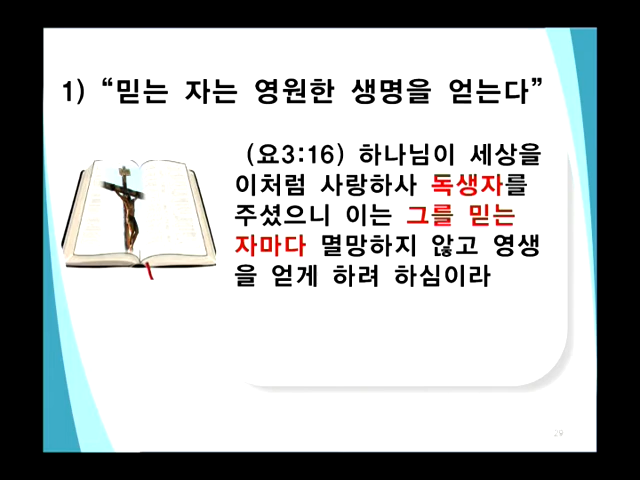 1) “믿는 자는 영원한 생명을 얻는다”
(요3:16) 하나님이 세상을
이처럼 사랑하사 독생자를
주셨으니 이는 그를 믿는
자마다 멸망하지 않고 영생
을 얻게 하려 하심이라
29